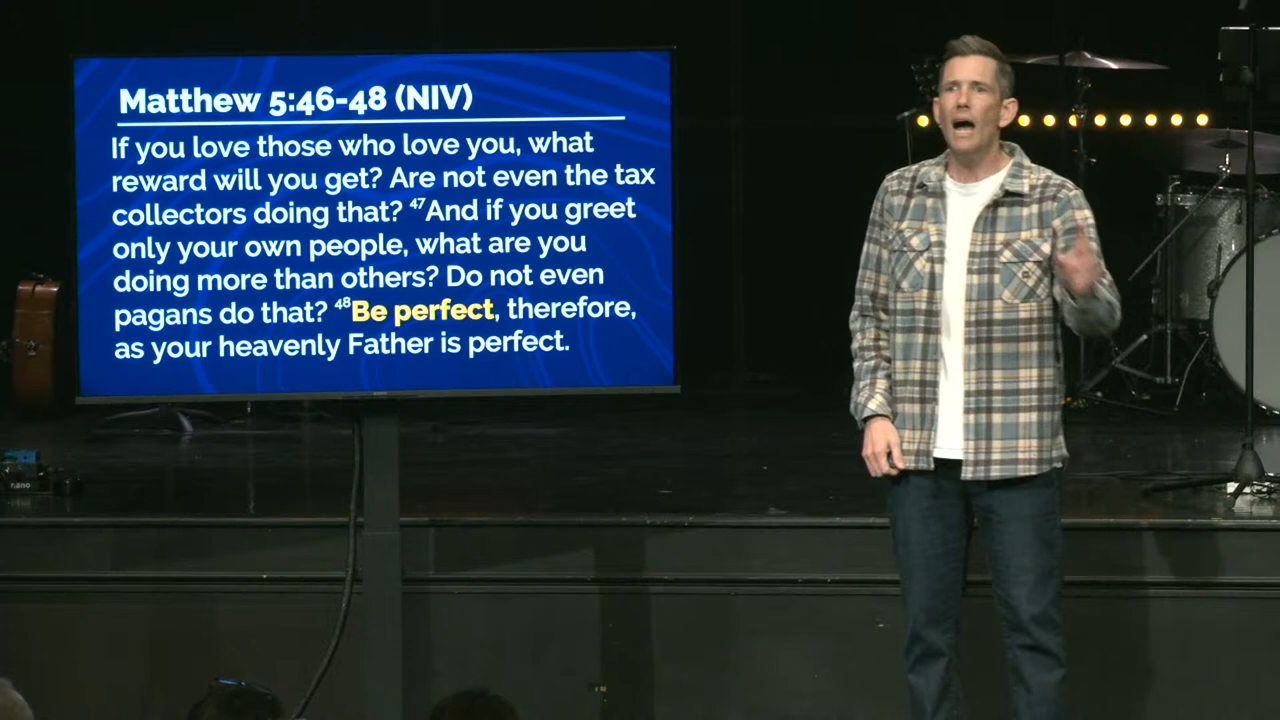 Matthew 5:46-48 (NIV)
If you love those who love you, what
reward will you get? Are not even the tax
collectors doing that? ⁴⁷And if you greet
only your own people, what are you
doing more than others? Do not even
pagans do that? ⁴⁸Be perfect, therefore,
as your heavenly Father is perfect.
nano